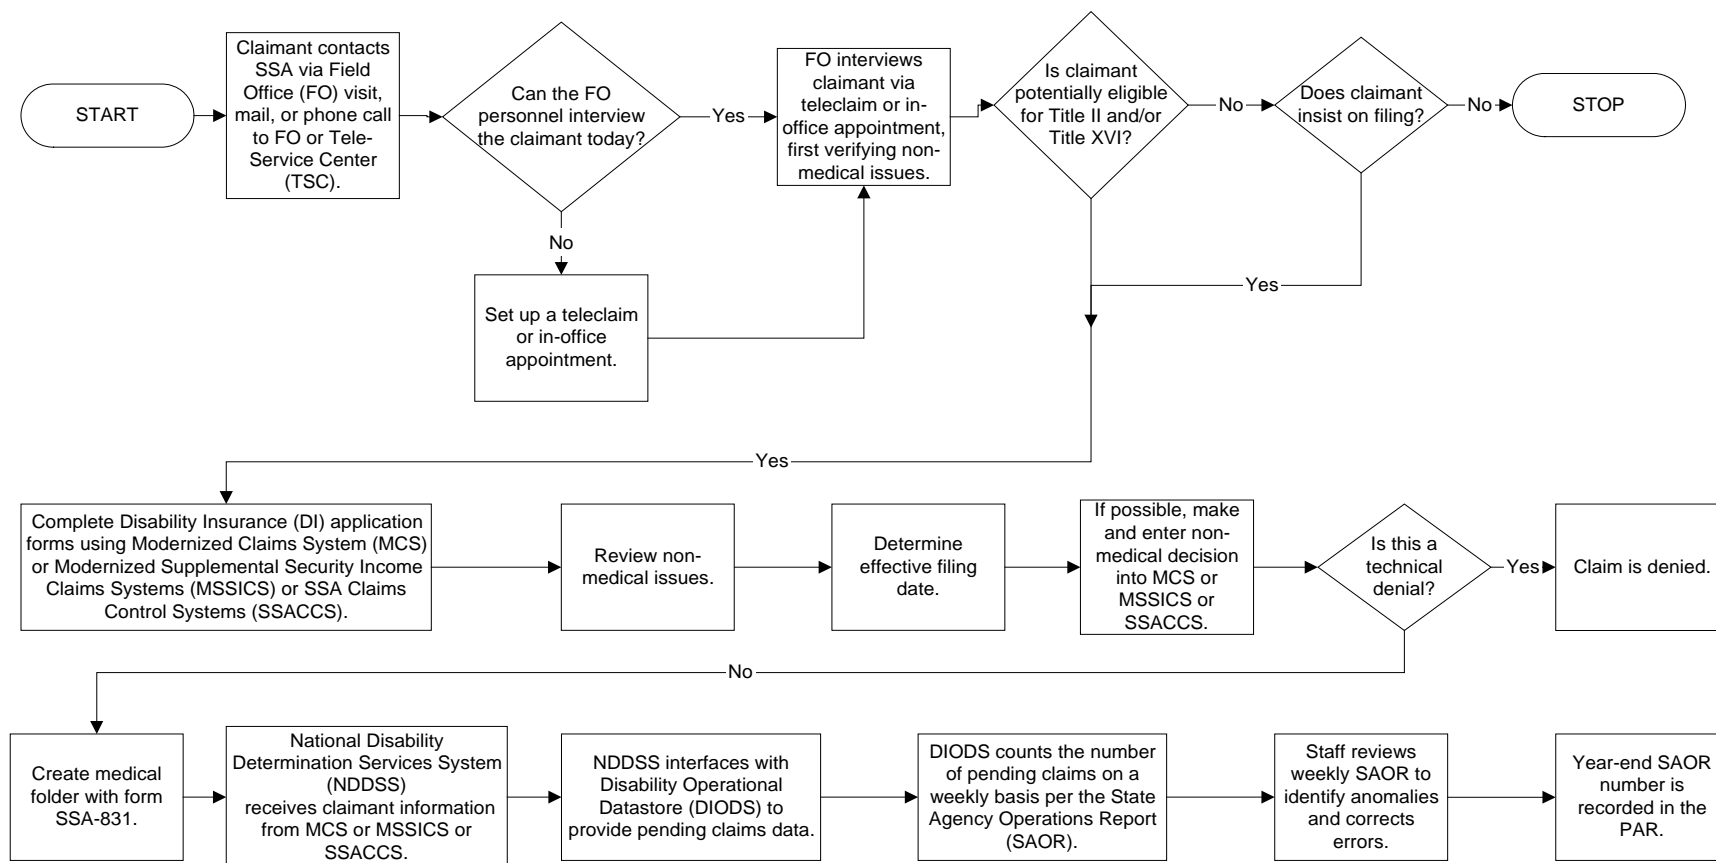 START
Claimant contacts
SSA via Field
Office (FO) visit,
mail, or phone call
to FO or Tele-
Service Center
(TSC).
Can the FO
personnel interview
the claimant today?
Yes
No
Set up a teleclaim
or in-office
appointment.
FO interviews
claimant via
teleclaim or in-
office appointment,
first verifying non-
medical issues.
Is claimant
potentially eligible
for Title II and/or
Title XVI?
No
Does claimant
insist on filing?
No
STOP
Yes
Yes
Complete Disability Insurance (DI) application
forms using Modernized Claims System (MCS)
or Modernized Supplemental Security Income
Claims Systems (MSSICS) or SSA Claims
Control Systems (SSACCS).
Review non-
medical issues.
Determine
effective filing
date.
If possible, make
and enter non-
medical decision
into MCS or
MSSICS or
SSACCS.
Is this a
technical
denial?
Yes
Claim is denied.
No
Create medical
folder with form
SSA-831.
National Disability
Determination Services System
(NDDSS)
receives claimant information
from MCS or MSSICS or
SSACCS.
NDDSS interfaces with
Disability Operational
Datastore (DIODS) to
provide pending claims data.
DIODS counts the number
of pending claims on a
weekly basis per the State
Agency Operations Report
(SAOR).
Staff reviews
weekly SAOR to
identify anomalies
and corrects
errors.
Year-end SAOR
number is
recorded in the
PAR.